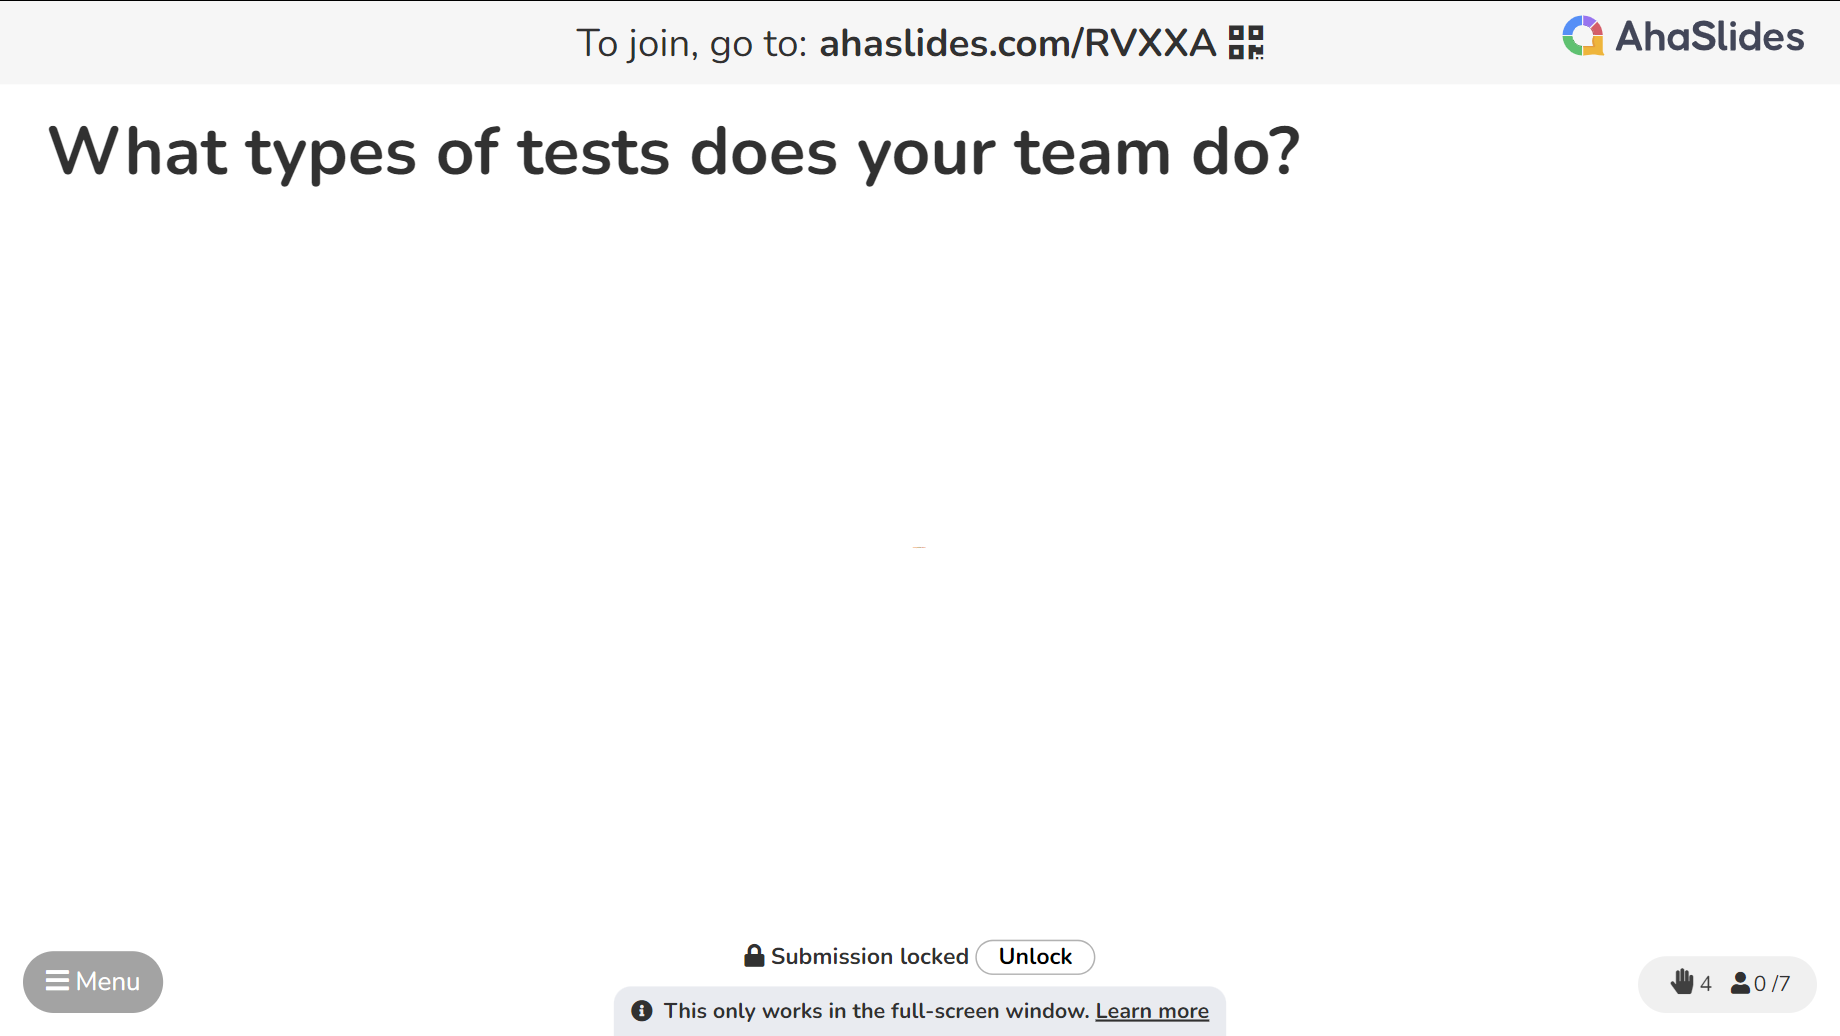 To join, go to: ahaslides.com/RVXXA
AhaSlides
What types of tests does your team do?
Submission locked Unlock
Menu
4 0 /7
This only works in the full-screen window. Learn more